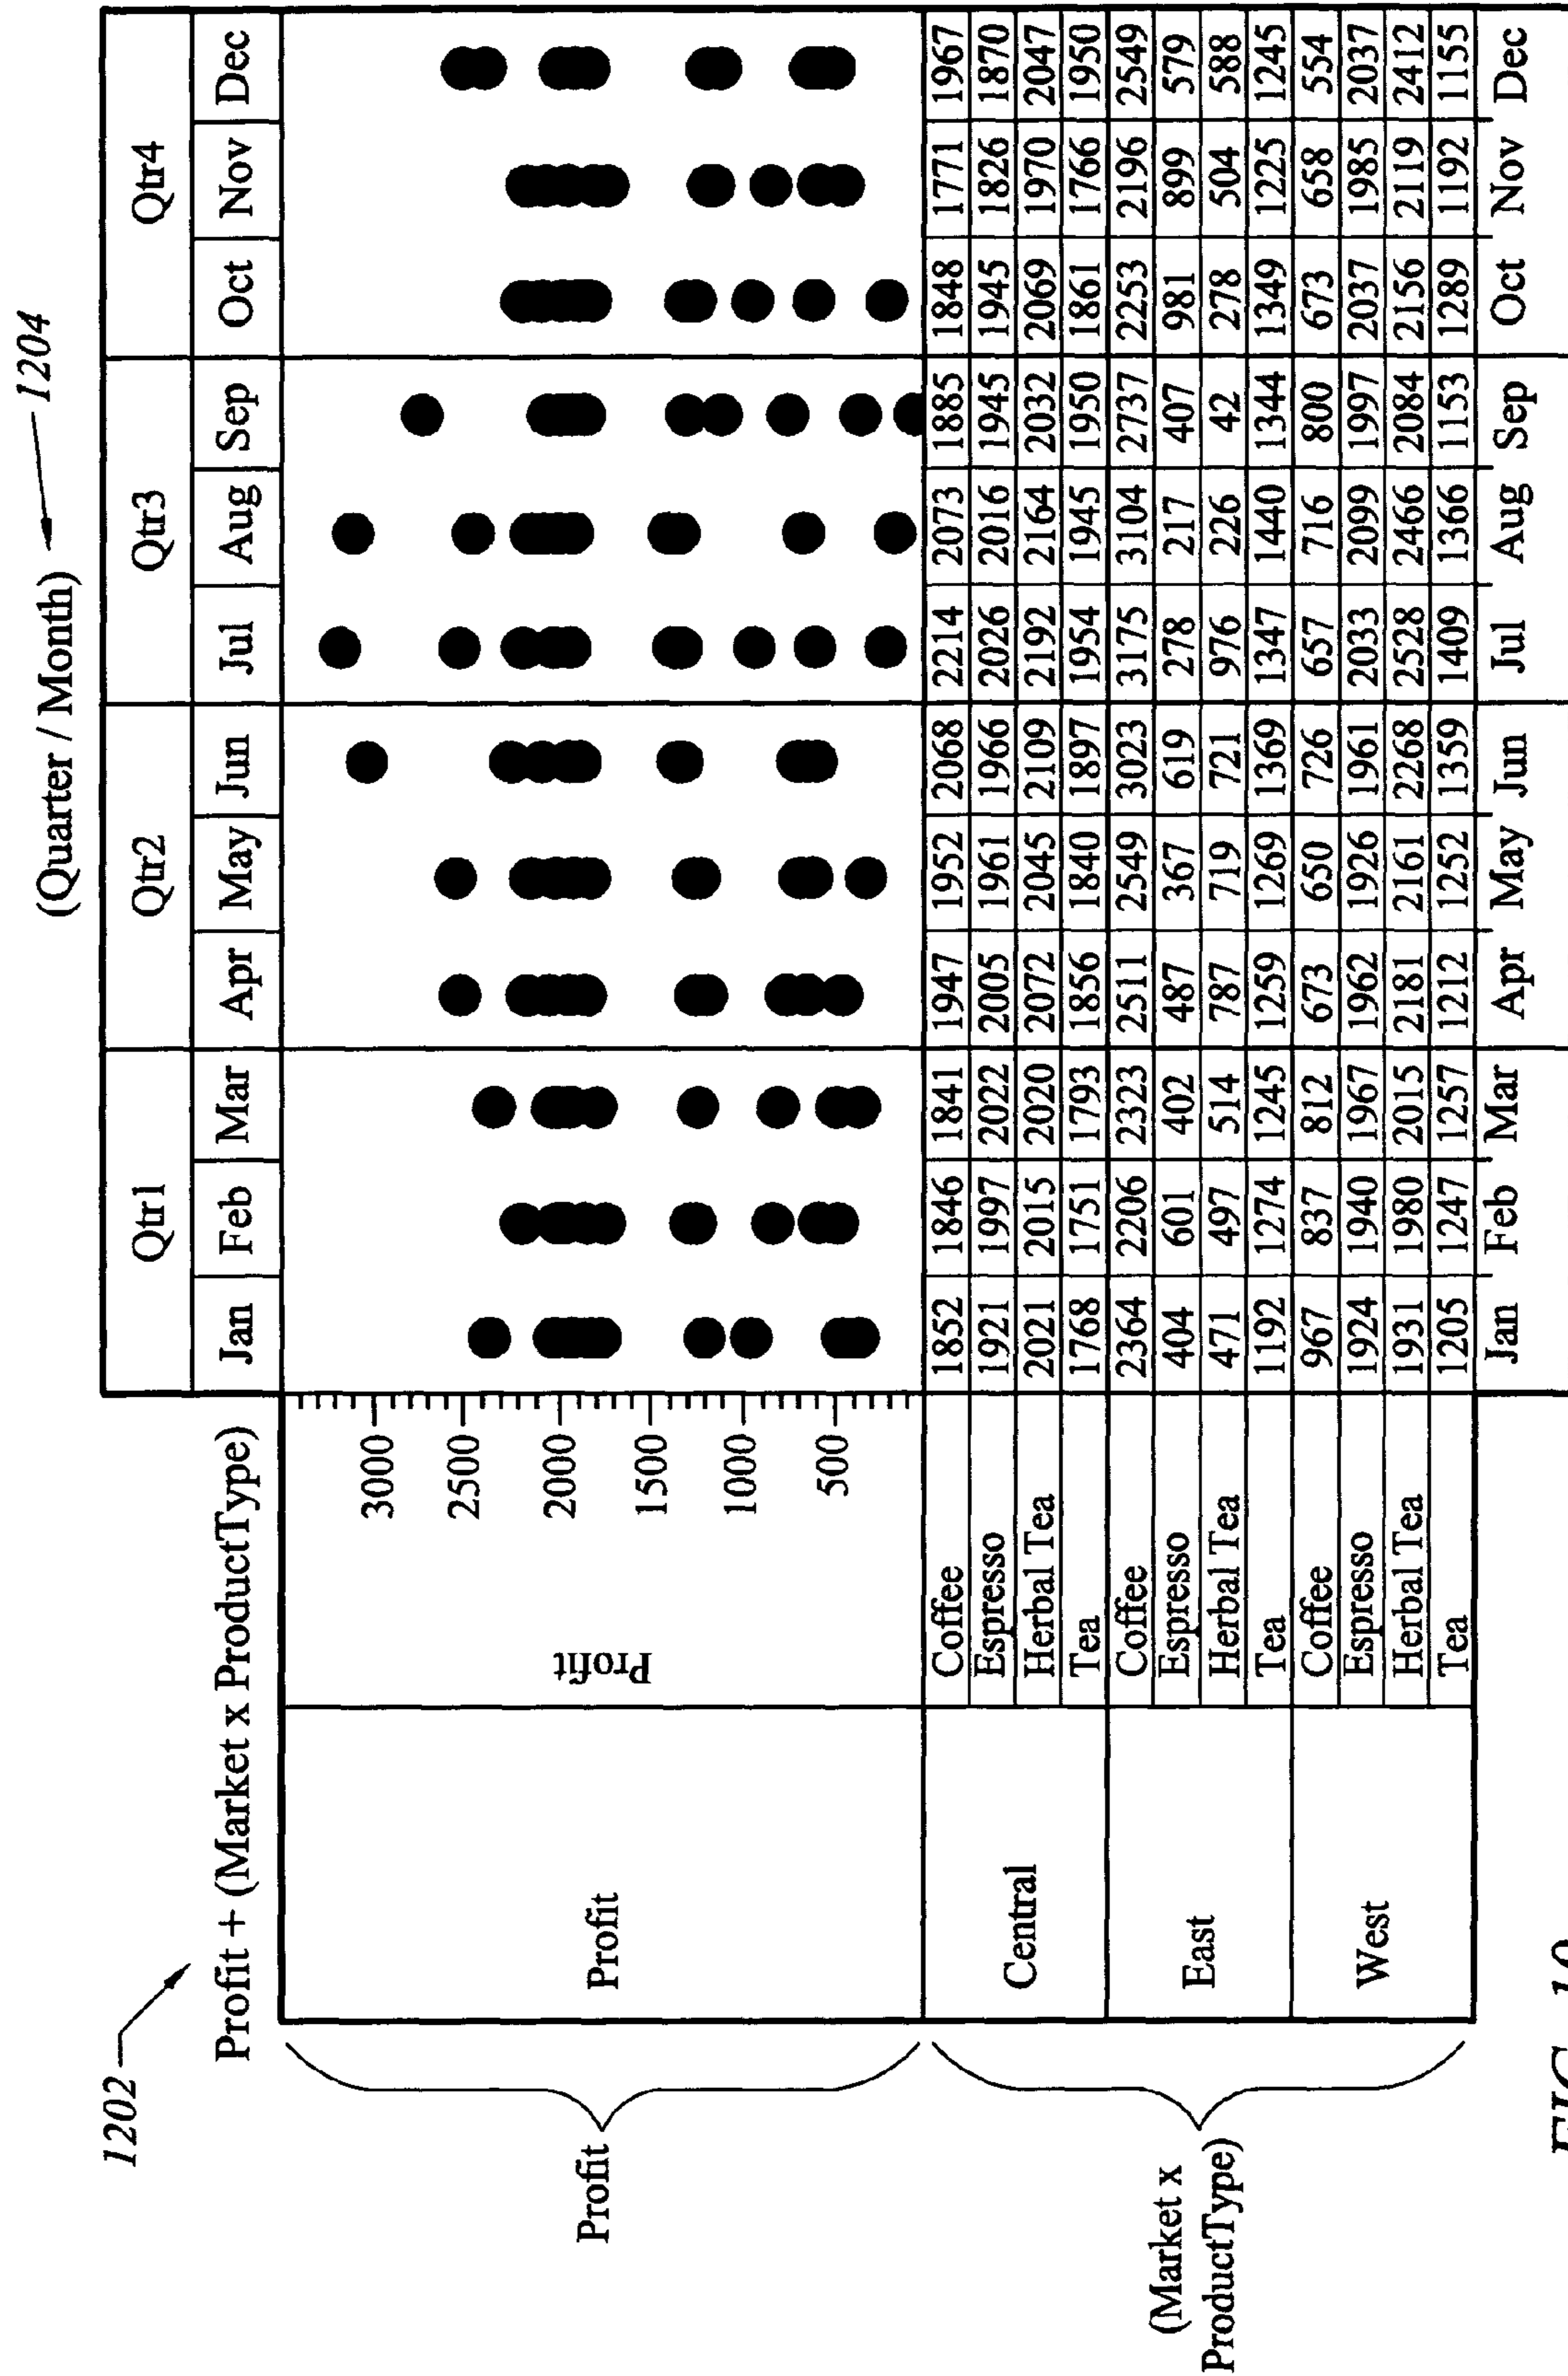 1202
1204
Profit + (Market x ProductType)
(Quarter / Month)
Qtr1 Qtr2 Qtr3 Qtr4
Jan Feb Mar Apr May Jun Jul Aug Sep Oct Nov Dec
Profit
Profit
Profit
3000
2500
2000
1500
1000
500
(Market x
ProductType)
Central
Coffee 1852 1846 1841 1947 1952 2068 2214 2073 1885 1848 1771 1967
Espresso 1921 1997 2022 2005 1961 1966 2026 2016 1945 1945 1826 1870
Herbal Tea 2021 2015 2020 2072 2045 2109 2192 2164 2032 2069 1970 2047
Tea 1768 1751 1793 1856 1840 1897 1954 1945 1950 1861 1766 1950
East
Coffee 2364 2206 2323 2511 2549 3023 3175 3104 2737 2253 2196 2549
Espresso 404 601 402 487 367 619 278 217 407 981 899 579
Herbal Tea 471 497 514 787 719 721 976 226 42 278 504 588
Tea 1192 1274 1245 1259 1269 1369 1347 1440 1344 1349 1225 1245
West
Coffee 967 837 812 673 650 726 657 716 800 673 658 554
Espresso 1924 1940 1967 1962 1926 1961 2033 2099 1997 2037 1985 2037
Herbal Tea 1931 1980 2015 2181 2161 2268 2528 2466 2084 2156 2119 2412
Tea 1205 1247 1257 1212 1252 1359 1409 1366 1153 1289 1192 1155
Jan Feb Mar Apr May Jun Jul Aug Sep Oct Nov Dec
FIG.